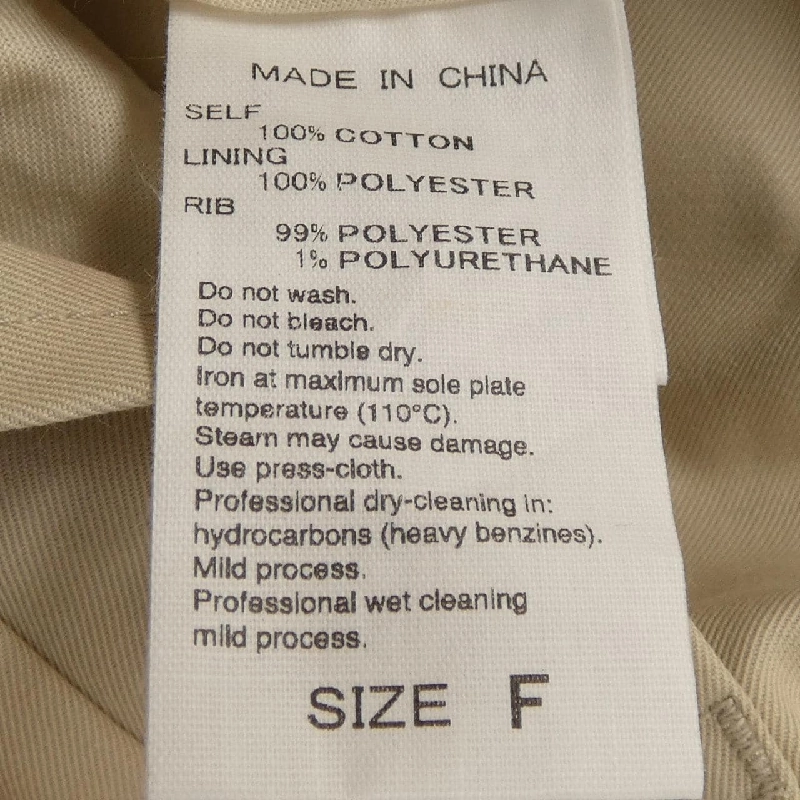 MADE IN CHINA
SELF
100% COTTON
LINING
100% POLYESTER
RIB
99% POLYESTER
1% POLYURETHANE
Do not wash.
Do not bleach.
Do not tumble dry.
Iron at maximum sole plate
temperature (110°C).
Steam may cause damage.
Use press-cloth.
Professional dry-cleaning in:
hydrocarbons (heavy benzines).
Mild process.
Professional wet cleaning
mild process.
SIZE F